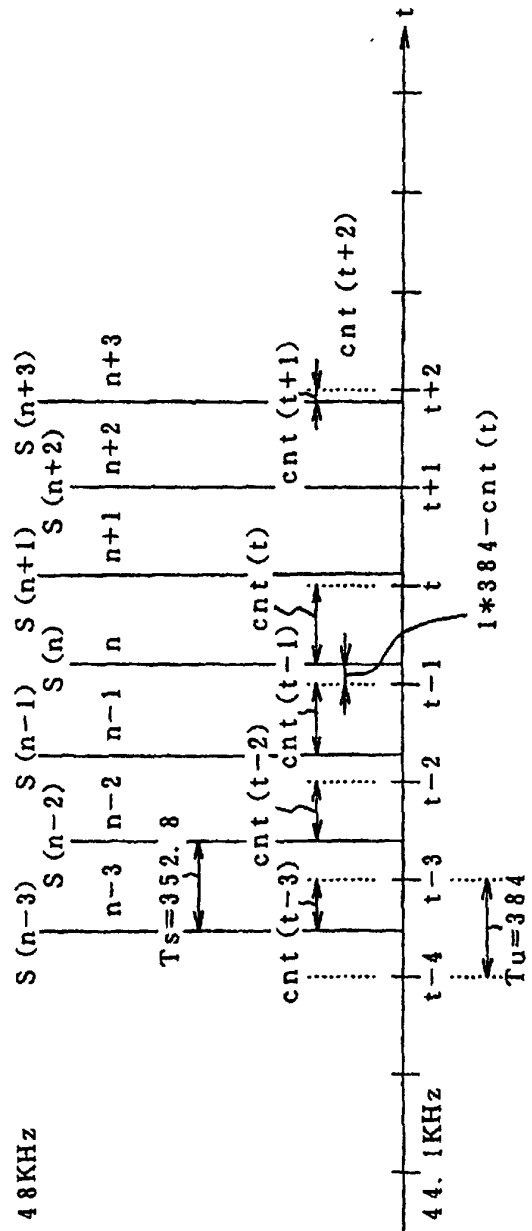 48KHz
S(n-3) S(n-2) S(n-1) S(n) S(n+1) S(n+2) S(n+3)
n-3 n-2 n-1 n n+1 n+2 n+3
Ts=352.8
cnt(t-3) cnt(t-2) cnt(t-1) cnt(t) cnt(t+1) cnt(t+2)
t
44.1KHz
t-4 t-3 t-2 t-1 t t+1 t+2
Tu=384
1*384-cnt(t)